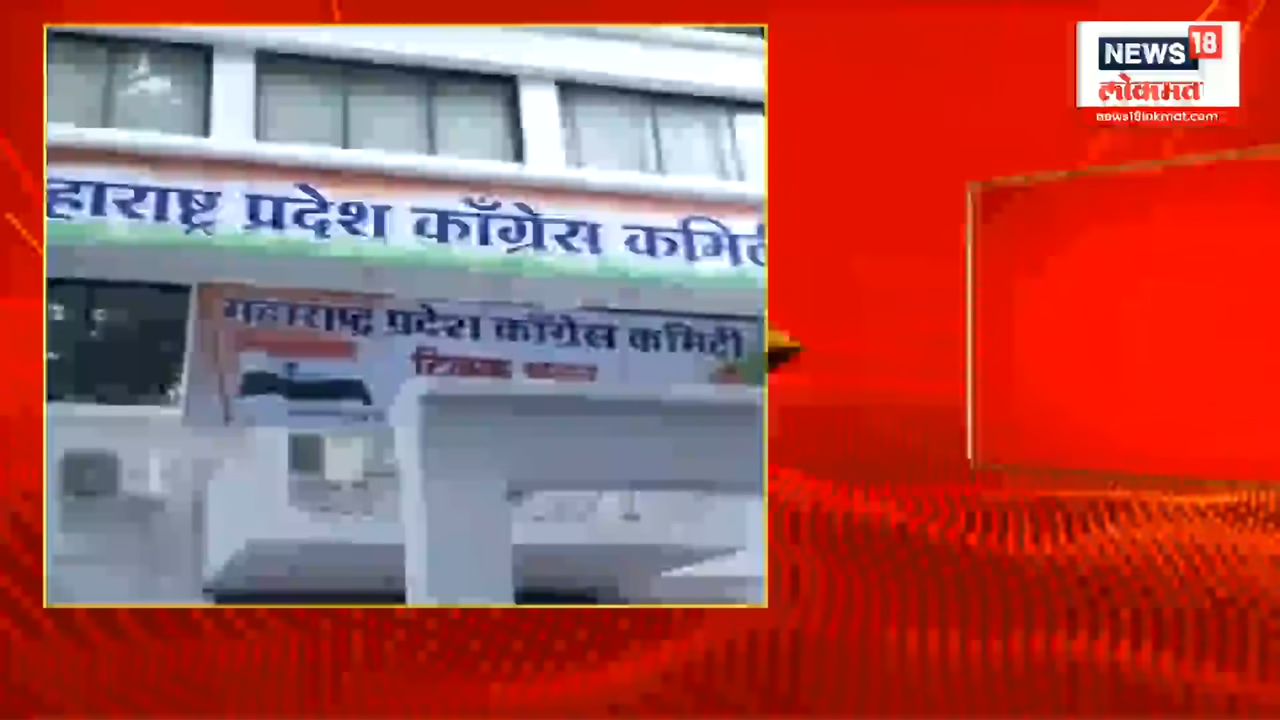 NEWS 18
लोकमत
news18lokmat.com
हाराष्ट्र प्रदेश काँग्रेस कमिटी
महाराष्ट्र प्रदेश काँग्रेस कमिटी